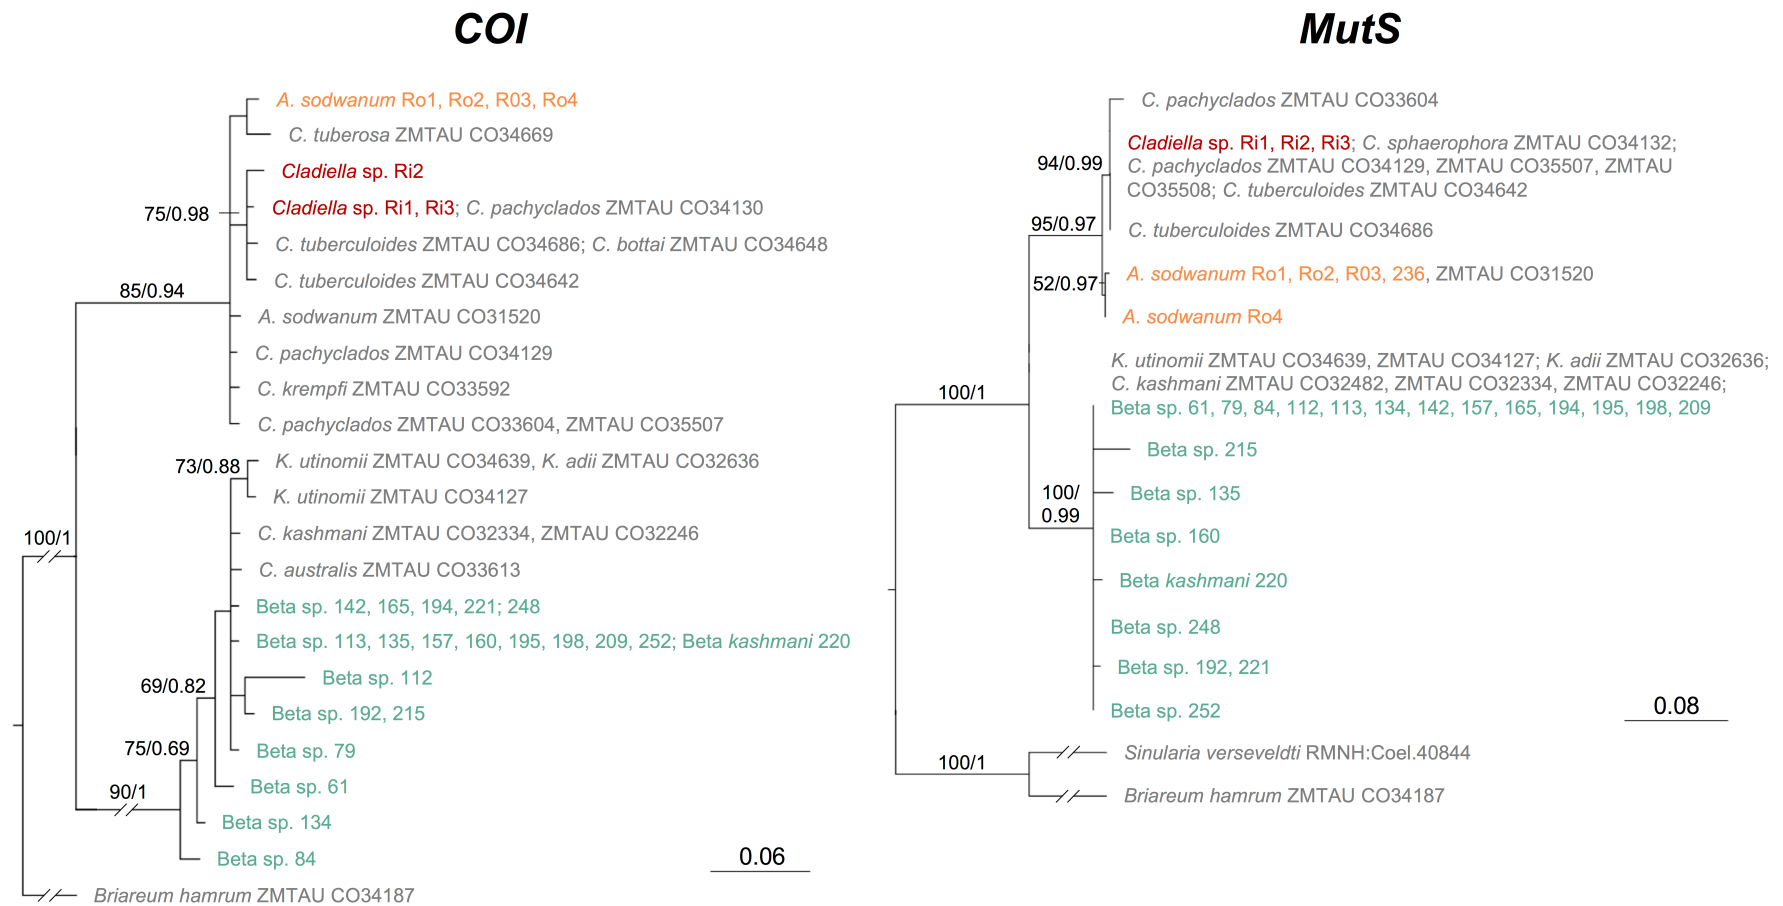 COI
A. sodwanum Ro1, Ro2, R03, Ro4
C. tuberosa ZMTAU CO34669
Cladiella sp. Ri2
Cladiella sp. Ri1, Ri3; C. pachyclados ZMTAU CO34130
75/0.98
C. tuberculoides ZMTAU CO34686; C. bottai ZMTAU CO34648
C. tuberculoides ZMTAU CO34642
85/0.94
A. sodwanum ZMTAU CO31520
C. pachyclados ZMTAU CO34129
C. krempfi ZMTAU CO33592
C. pachyclados ZMTAU CO33604, ZMTAU CO35507
73/0.88
K. utinomii ZMTAU CO34639, K. adii ZMTAU CO32636
K. utinomii ZMTAU CO34127
C. kashmani ZMTAU CO32334, ZMTAU CO32246
100/1
C. australis ZMTAU CO33613
Beta sp. 142, 165, 194, 221; 248
Beta sp. 113, 135, 157, 160, 195, 198, 209, 252; Beta kashmani 220
Beta sp. 112
69/0.82
Beta sp. 192, 215
75/0.69
Beta sp. 79
Beta sp. 61
90/1
Beta sp. 134
Beta sp. 84
0.06
Briareum hamrum ZMTAU CO34187
MutS
C. pachyclados ZMTAU CO33604
Cladiella sp. Ri1, Ri2, Ri3; C. sphaerophora ZMTAU CO34132;
C. pachyclados ZMTAU CO34129, ZMTAU CO35507, ZMTAU
CO35508; C. tuberculoides ZMTAU CO34642
94/0.99
95/0.97
C. tuberculoides ZMTAU CO34686
A. sodwanum Ro1, Ro2, R03, 236, ZMTAU CO31520
52/0.97
A. sodwanum Ro4
K. utinomii ZMTAU CO34639, ZMTAU CO34127; K. adii ZMTAU CO32636;
C. kashmani ZMTAU CO32482, ZMTAU CO32334, ZMTAU CO32246;
Beta sp. 61, 79, 84, 112, 113, 134, 142, 157, 165, 194, 195, 198, 209
100/1
Beta sp. 215
Beta sp. 135
100/
0.99
Beta sp. 160
Beta kashmani 220
Beta sp. 248
Beta sp. 192, 221
Beta sp. 252
0.08
Sinularia verseveldti RMNH:Coel.40844
100/1
Briareum hamrum ZMTAU CO34187